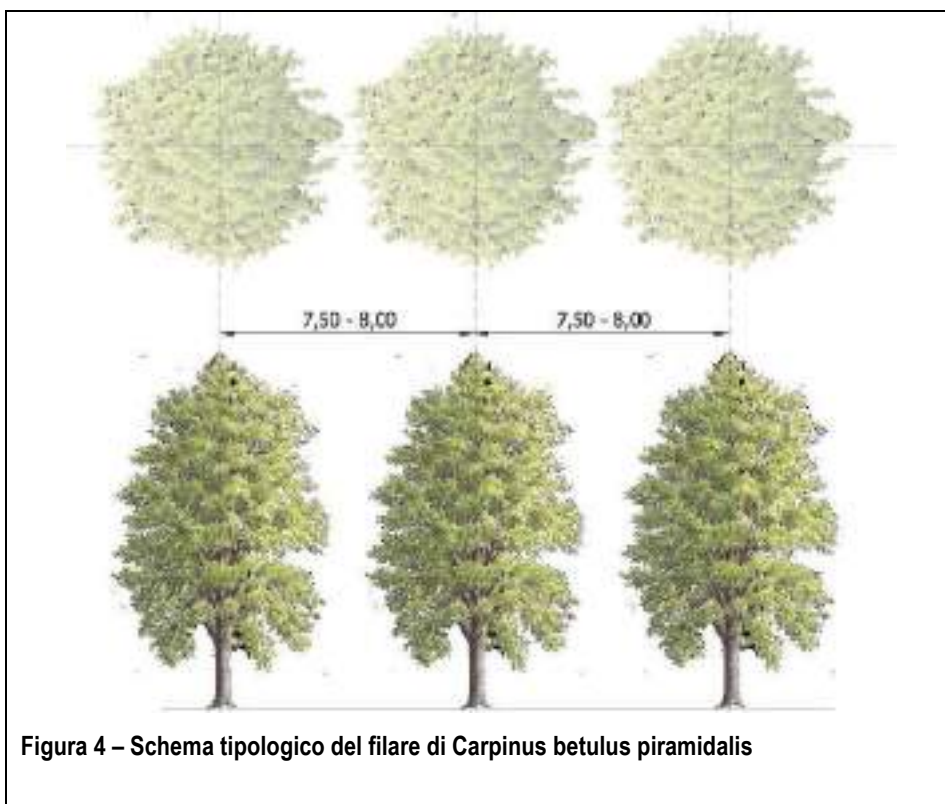 7,50 - 8,00 7,50 - 8,00
Figura 4 – Schema tipologico del filare di Carpinus betulus piramidalis